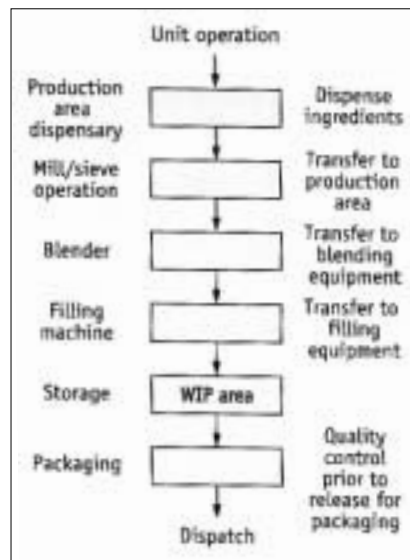 Unit operation
Production
area
dispensary
Dispense
ingredients
Mill/sieve
operation
Transfer to
production
area
Blender
Transfer to
blending
equipment
Filling
machine
Transfer to
filling
equipment
Storage
WIP area
Packaging
Quality
control
prior to
release for
packaging
Dispatch